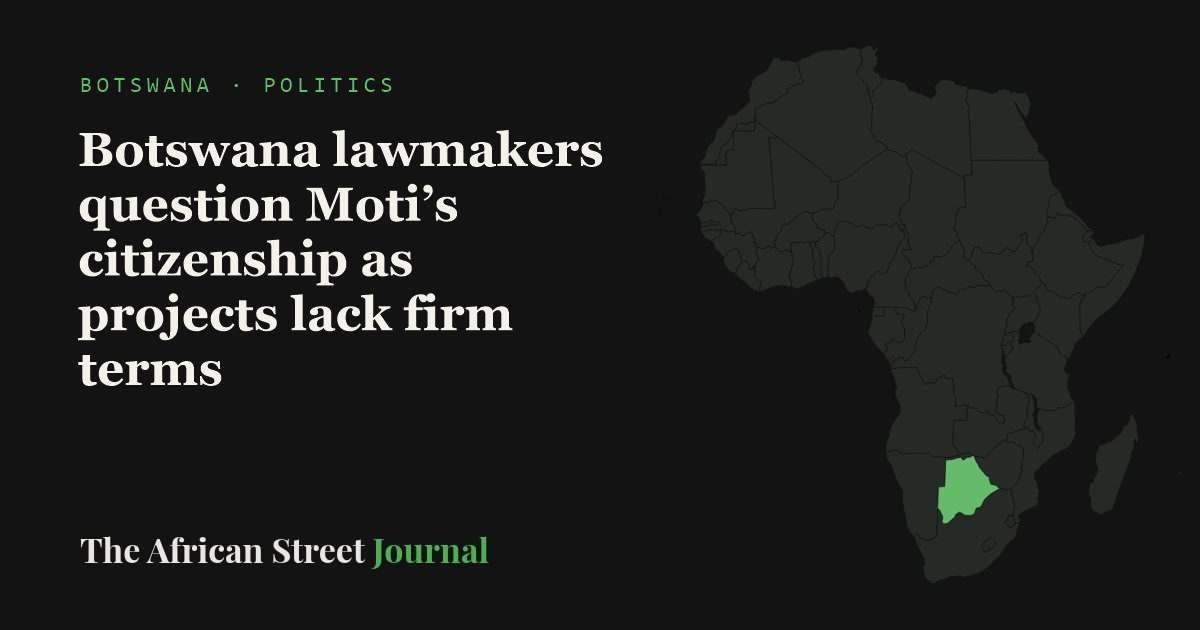 BOTSWANA · POLITICS
Botswana lawmakers
question Moti’s
citizenship as
projects lack firm
terms
The African Street Journal